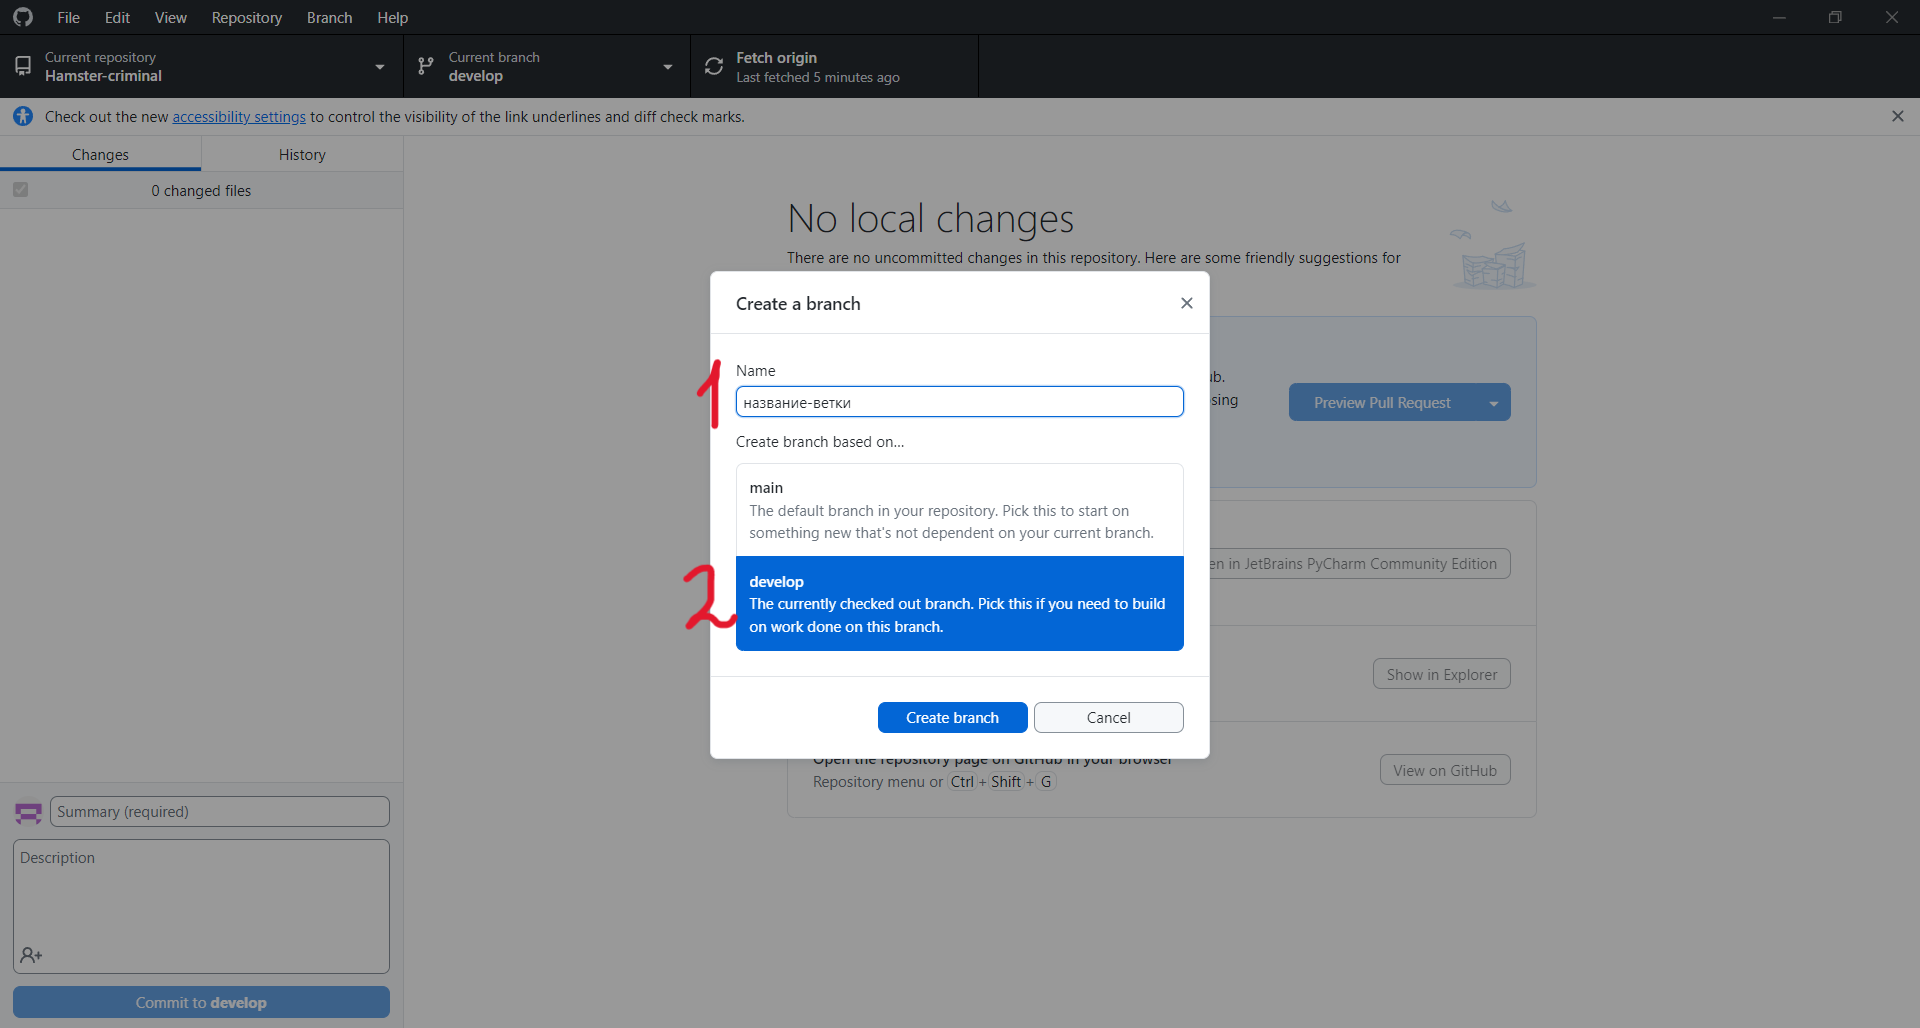 File Edit View Repository Branch Help
Current repository
Hamster-criminal
Current branch
develop
Fetch origin
Last fetched 5 minutes ago
Check out the new accessibility settings to control the visibility of the link underlines and diff check marks.
Changes
History
0 changed files
No local changes
There are no uncommitted changes in this repository. Here are some friendly suggestions for
Create a branch
1
Name
название-ветки
Create branch based on...
main
The default branch in your repository. Pick this to start on
something new that's not dependent on your current branch.
2
develop
The currently checked out branch. Pick this if you need to build
on work done on this branch.
Create branch
Cancel
ub.
sing
Preview Pull Request
en in JetBrains PyCharm Community Edition
Show in Explorer
Open the repository page on GitHub in your browser
Repository menu or Ctrl + Shift + G
View on GitHub
Summary (required)
Description
Commit to develop